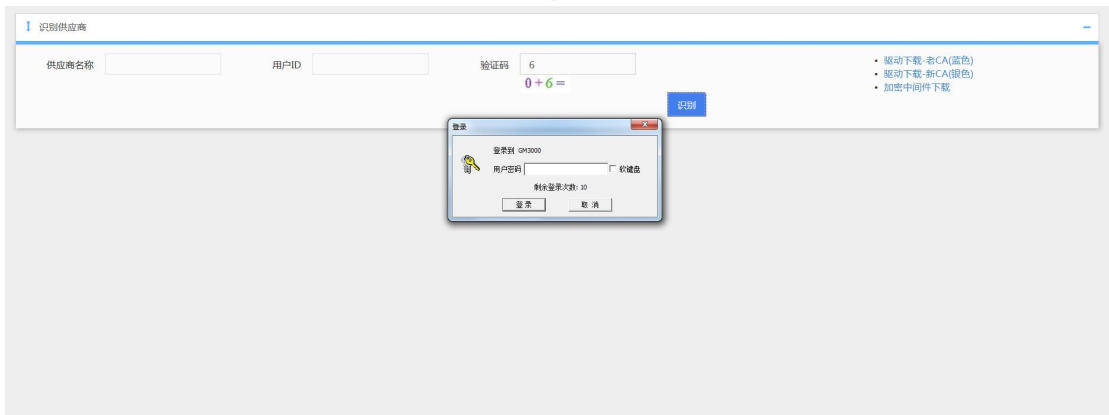 识别供应商
供应商名称 用户ID 验证码 6
0+6=
驱动下载-老CA(蓝色)
驱动下载-新CA(银色)
加密中间件下载
识别
登录
登录到 GM3000
用户密码 软键盘
剩余登录次数: 10
登 录 取 消